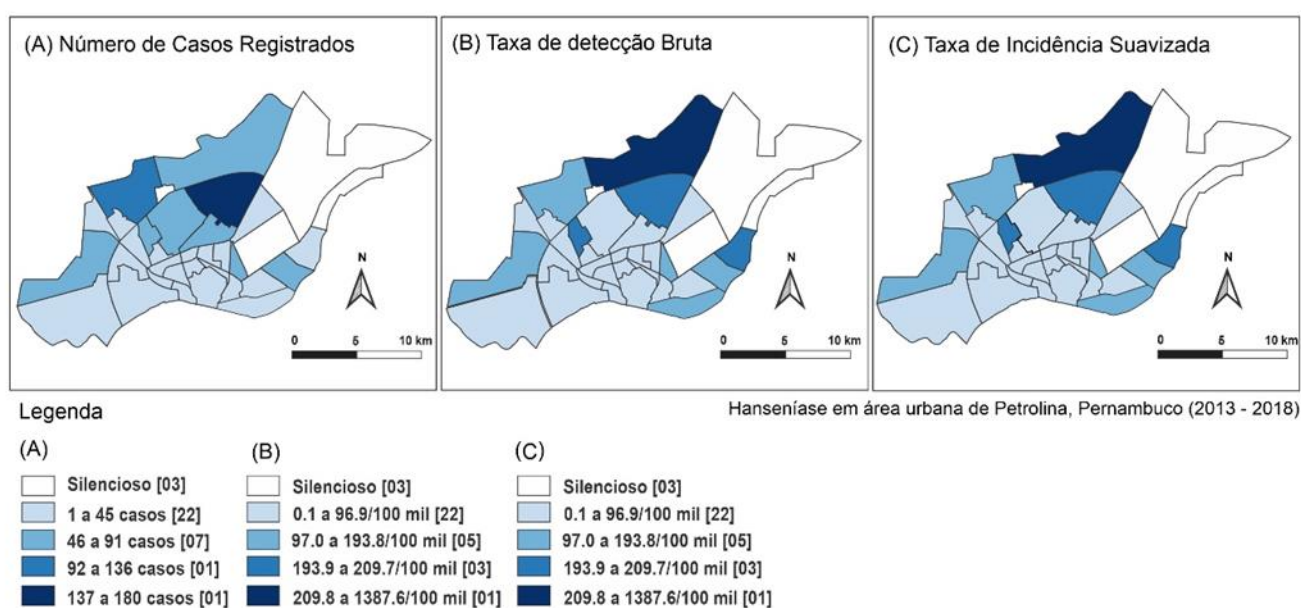 (A) Número de Casos Registrados
(B) Taxa de detecção Bruta
(C) Taxa de Incidência Suavizada
N
0 5 10 km
N
0 5 10 km
N
0 5 10 km
Legenda
Hanseníase em área urbana de Petrolina, Pernambuco (2013 - 2018)
(A)
Silencioso [03]
1 a 45 casos [22]
46 a 91 casos [07]
92 a 136 casos [01]
137 a 180 casos [01]
(B)
Silencioso [03]
0.1 a 96.9/100 mil [22]
97.0 a 193.8/100 mil [05]
193.9 a 209.7/100 mil [03]
209.8 a 1387.6/100 mil [01]
(C)
Silencioso [03]
0.1 a 96.9/100 mil [22]
97.0 a 193.8/100 mil [05]
193.9 a 209.7/100 mil [03]
209.8 a 1387.6/100 mil [01]